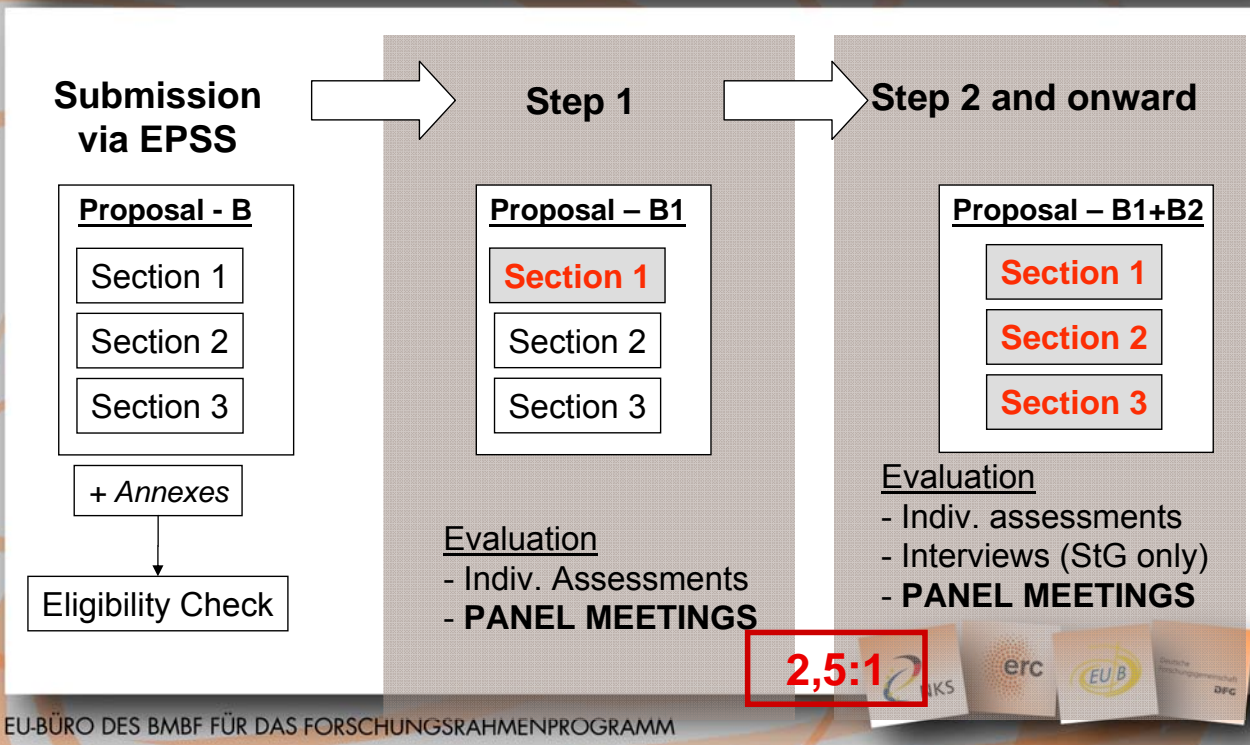 Submission
via EPSS
Proposal - B
Section 1
Section 2
Section 3
+ Annexes
Eligibility Check
Step 1
Proposal – B1
Section 1
Section 2
Section 3
Evaluation
- Indiv. Assessments
- PANEL MEETINGS
Step 2 and onward
Proposal – B1+B2
Section 1
Section 2
Section 3
Evaluation
- Indiv. assessments
- Interviews (StG only)
- PANEL MEETINGS
2,5:1
NKS
erc
EU B
Deutsche
Forschungsgemeinschaft
DFG
EU-BÜRO DES BMBF FÜR DAS FORSCHUNGSRAHMENPROGRAMM